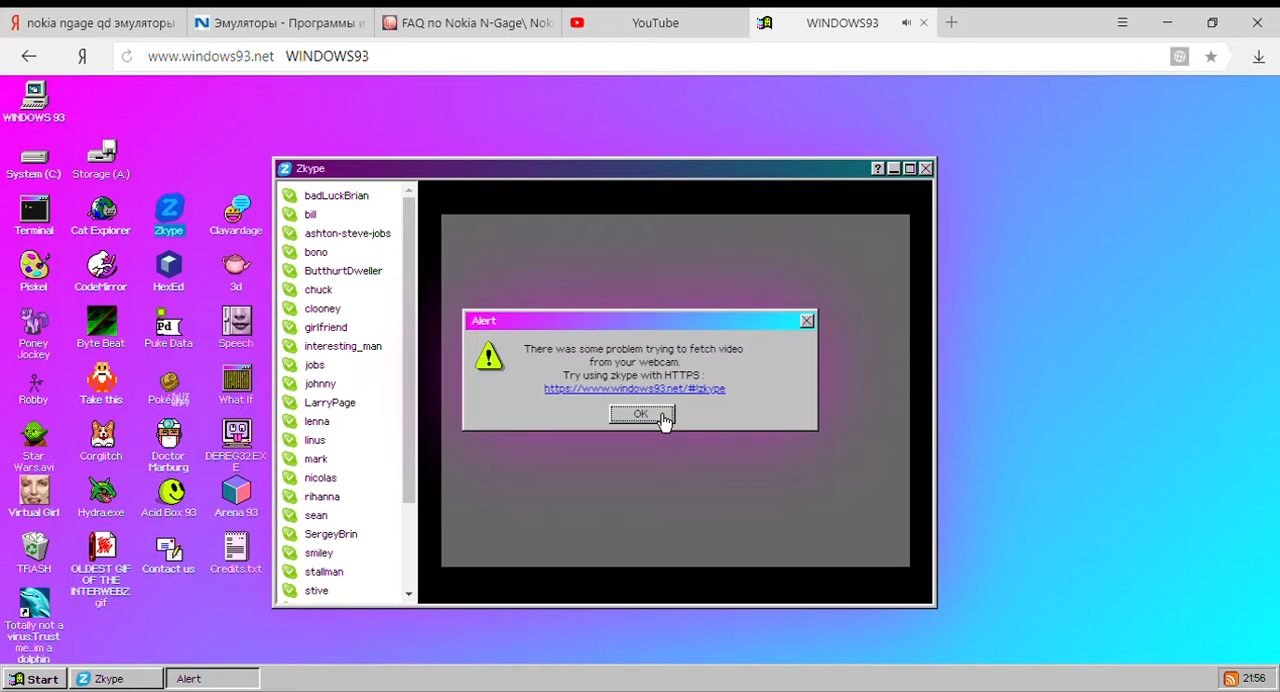 nokia ngage qd эмуляторы
Эмуляторы - Программы и
FAQ по Nokia N-Gage\ Nok
YouTube
WINDOWS93
www.windows93.net WINDOWS93
WINDOWS 93
System (C:)
Storage (A:)
Terminal
Cat Explorer
Zkype
Clavardage
Piskel
CodeMirror
HexEd
3d
Poney
Jockey
Byte Beat
Puke Data
Speech
Robby
Take this
What If
Star
Wars.avi
Corglitch
Doctor
Marburg
DEREG32.EX
E
Virtual Girl
Hydra.exe
Acid Box 93
Arena 93
TRASH
OLDEST GIF
OF THE
INTERWEBZ.
gif
Contact us
Credits.txt
Totally not a
virus.Trust
me...im a
dolphin
Zkype
badLuckBrian
bill
ashton-steve-jobs
bono
ButthurtDweller
chuck
clooney
girlfriend
interesting_man
jobs
johnny
LarryPage
lenna
linus
mark
nicolas
rihanna
sean
SergeyBrin
smiley
stallman
stive
Alert
There was some problem trying to fetch video
from your webcam.
Try using zkype with HTTPS :
https://www.windows93.net/#!zkype
OK
Start
Zkype
Alert
21:56